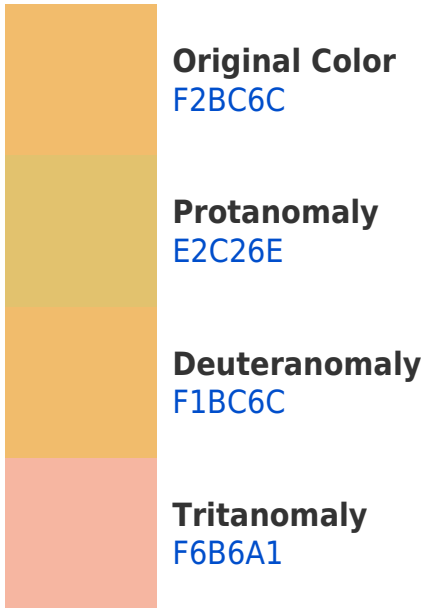 Original Color
F2BC6C
Protanomaly
E2C26E
Deuteranomaly
F1BC6C
Tritanomaly
F6B6A1